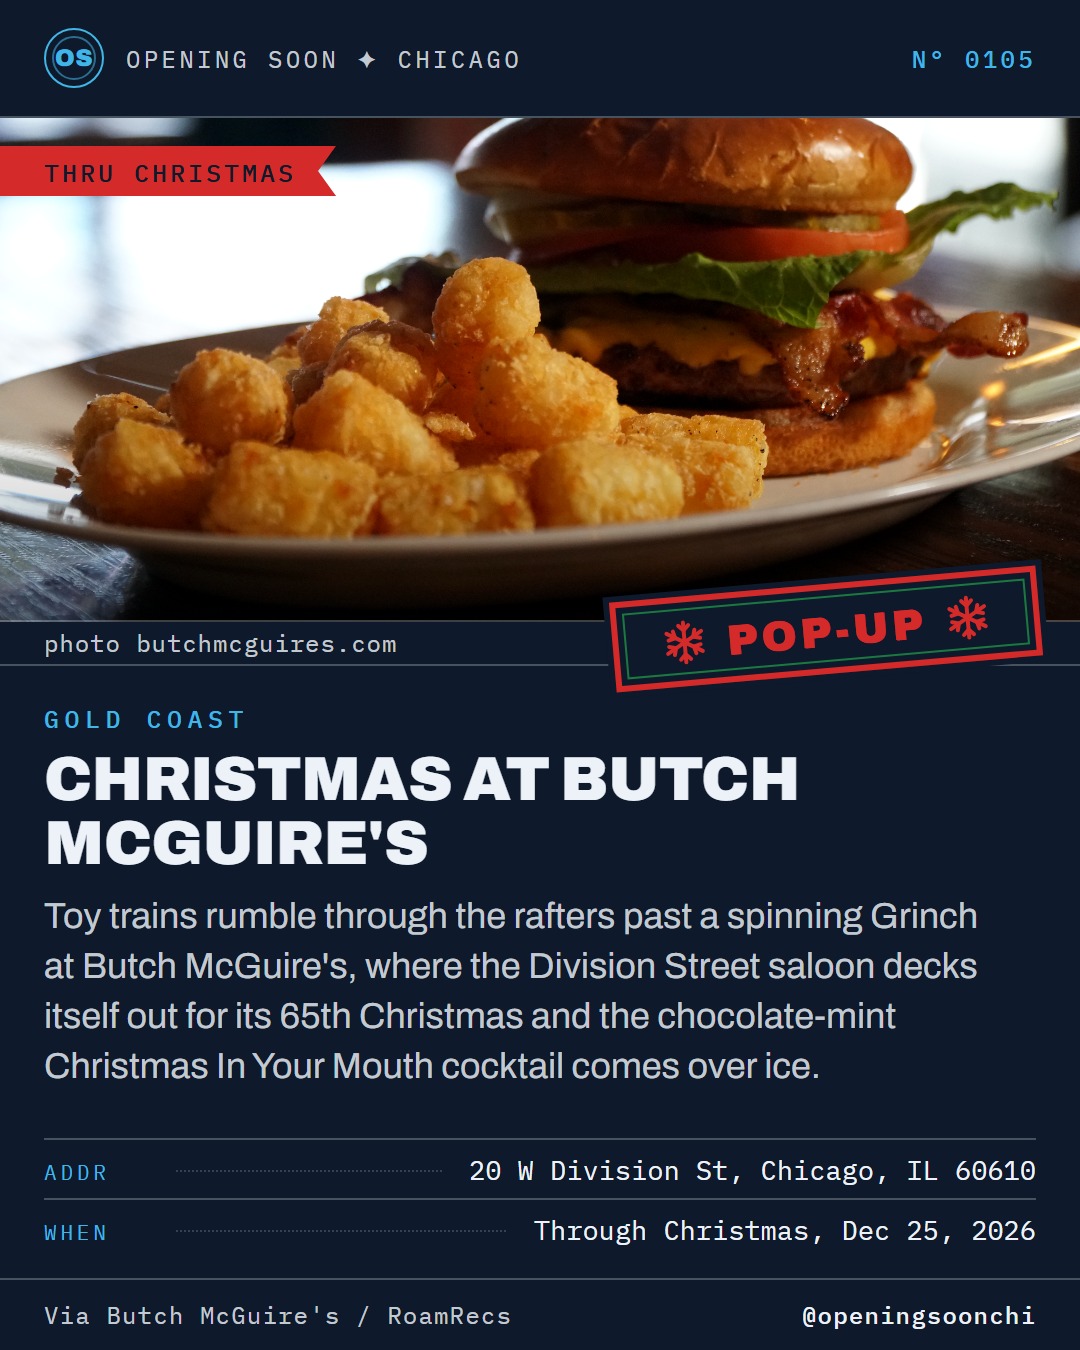 OS OPENING SOON ✦ CHICAGO N° 0105
THRU CHRISTMAS
photo butchmcguires.com
POP-UP
GOLD COAST
CHRISTMAS AT BUTCH
MCGUIRE'S
Toy trains rumble through the rafters past a spinning Grinch
at Butch McGuire's, where the Division Street saloon decks
itself out for its 65th Christmas and the chocolate-mint
Christmas In Your Mouth cocktail comes over ice.
ADDR 20 W Division St, Chicago, IL 60610
WHEN Through Christmas, Dec 25, 2026
Via Butch McGuire's / RoamRecs @openingsoonchi